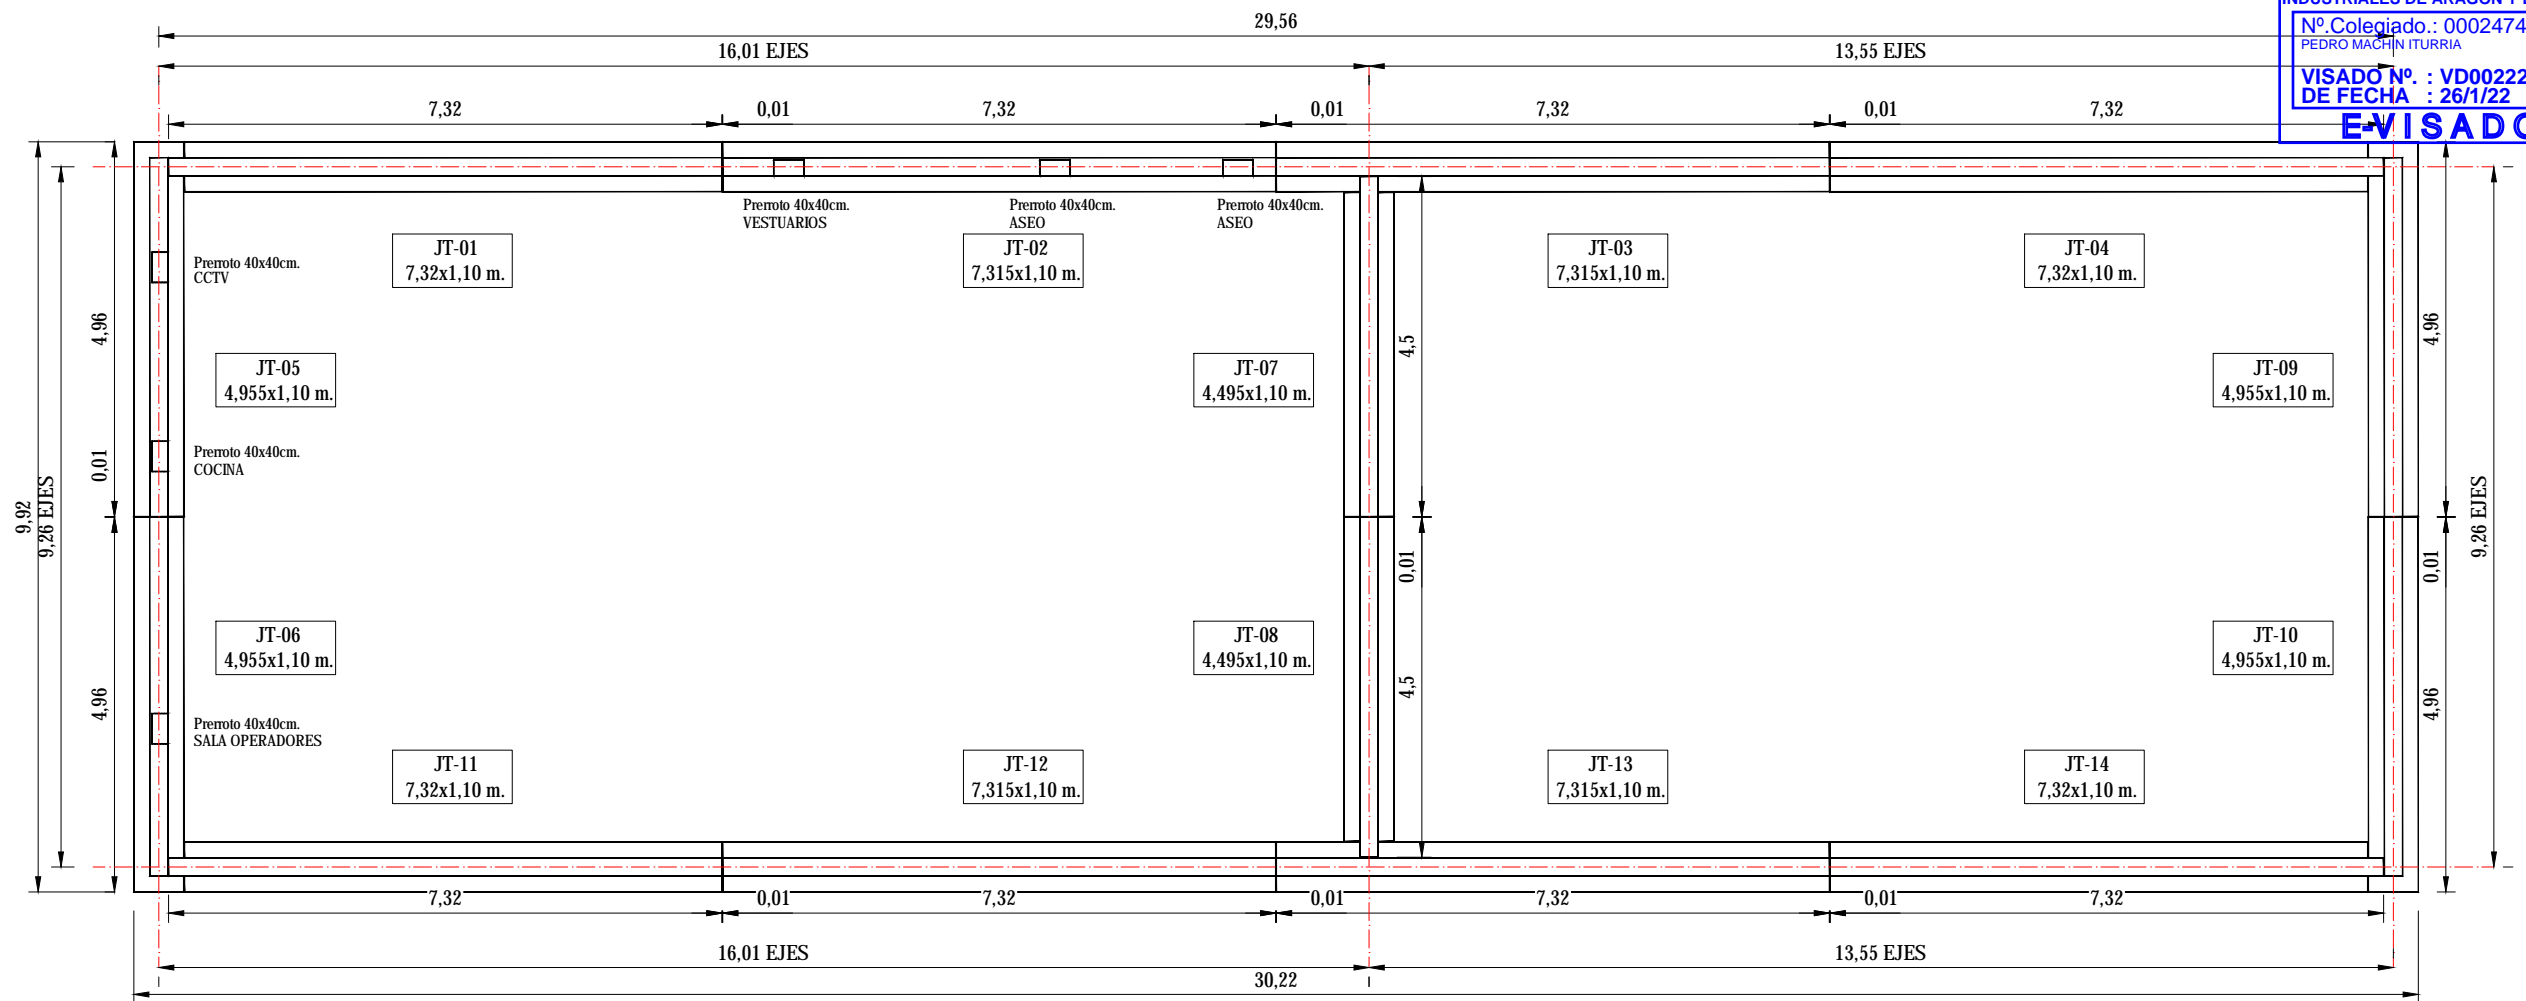 29,56
INDUSTRIALES DE ARAGON Y
Nº.Colegiado.: 0002474
PEDRO MACHIN ITURRIA
VISADO Nº. : VD00222
DE FECHA : 26/1/22
E-VISADO
16,01 EJES
13,55 EJES
7,32
0,01
7,32
0,01
7,32
0,01
7,32
Prerroto 40x40cm.
VESTUARIOS
Prerroto 40x40cm.
ASEO
Prerroto 40x40cm.
ASEO
JT-01
7,32x1,10 m.
JT-02
7,315x1,10 m.
JT-03
7,315x1,10 m.
JT-04
7,32x1,10 m.
Prerroto 40x40cm.
CCTV
4,96
4,5
4,96
JT-05
4,955x1,10 m.
JT-07
4,495x1,10 m.
JT-09
4,955x1,10 m.
Prerroto 40x40cm.
COCINA
0,01
9,92
9,26 EJES
0,01
0,01
9,26 EJES
JT-06
4,955x1,10 m.
JT-08
4,495x1,10 m.
JT-10
4,955x1,10 m.
4,96
4,5
4,96
Prerroto 40x40cm.
SALA OPERADORES
JT-11
7,32x1,10 m.
JT-12
7,315x1,10 m.
JT-13
7,315x1,10 m.
JT-14
7,32x1,10 m.
7,32
0,01
7,32
0,01
7,32
0,01
7,32
16,01 EJES
13,55 EJES
30,22